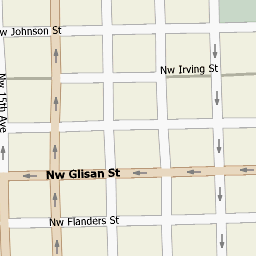 Nw Johnson St
Nw Irving St
Nw 15th Ave
Nw Glisan St
Nw Flanders St